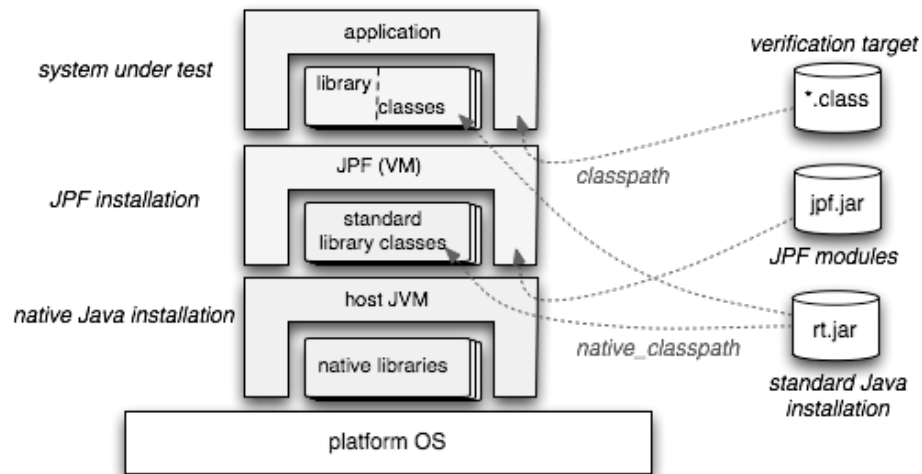 application
verification target
system under test
library
classes
*.class
JPF (VM)
classpath
JPF installation
standard
library classes
jpf.jar
JPF modules
host JVM
native Java installation
native_classpath
rt.jar
native libraries
standard Java
installation
platform OS